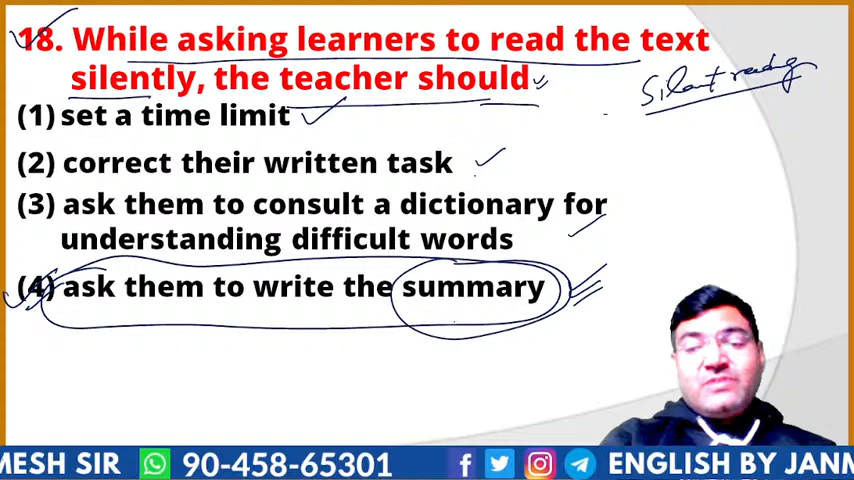 18. While asking learners to read the text
silently, the teacher should
Silent reading
(1) set a time limit
(2) correct their written task
(3) ask them to consult a dictionary for
understanding difficult words
(4) ask them to write the summary
MESH SIR 90-458-65301 ENGLISH BY JANM